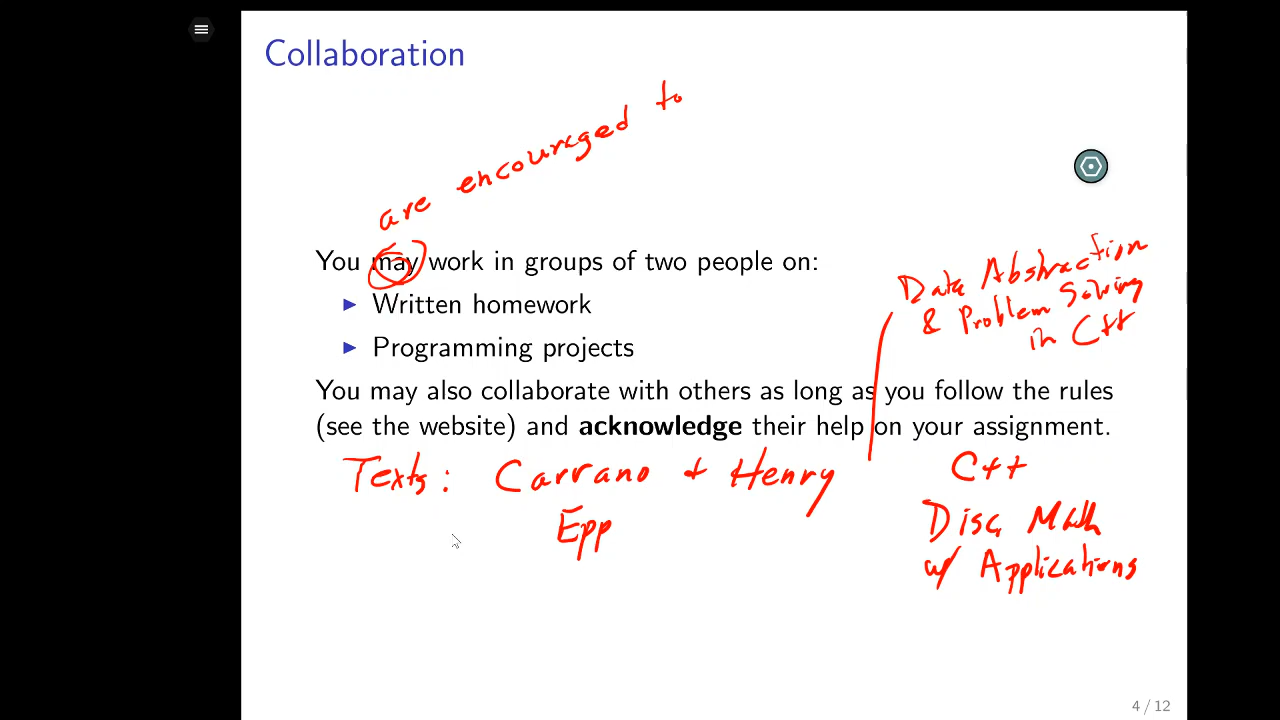 Collaboration
are encouraged to
You may work in groups of two people on:
Written homework
Programming projects
Data Abstraction
& Problem Solving
in C++
You may also collaborate with others as long as you follow the rules
(see the website) and acknowledge their help on your assignment.
Texts: Carrano + Henry
C++
Epp
Disc Math
w/ Applications
4 / 12